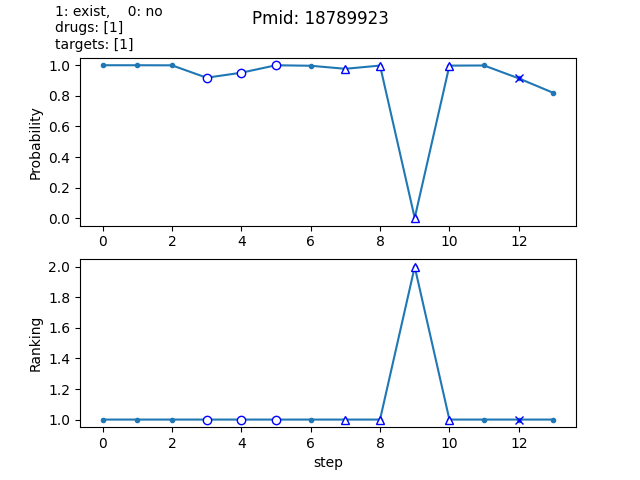 1: exist,    0: no
drugs: [1]
targets: [1]
Pmid: 18789923
Probability
1.0
0.8
0.6
0.4
0.2
0.0
0 2 4 6 8 10 12
Ranking
2.0
1.8
1.6
1.4
1.2
1.0
0 2 4 6 8 10 12
step